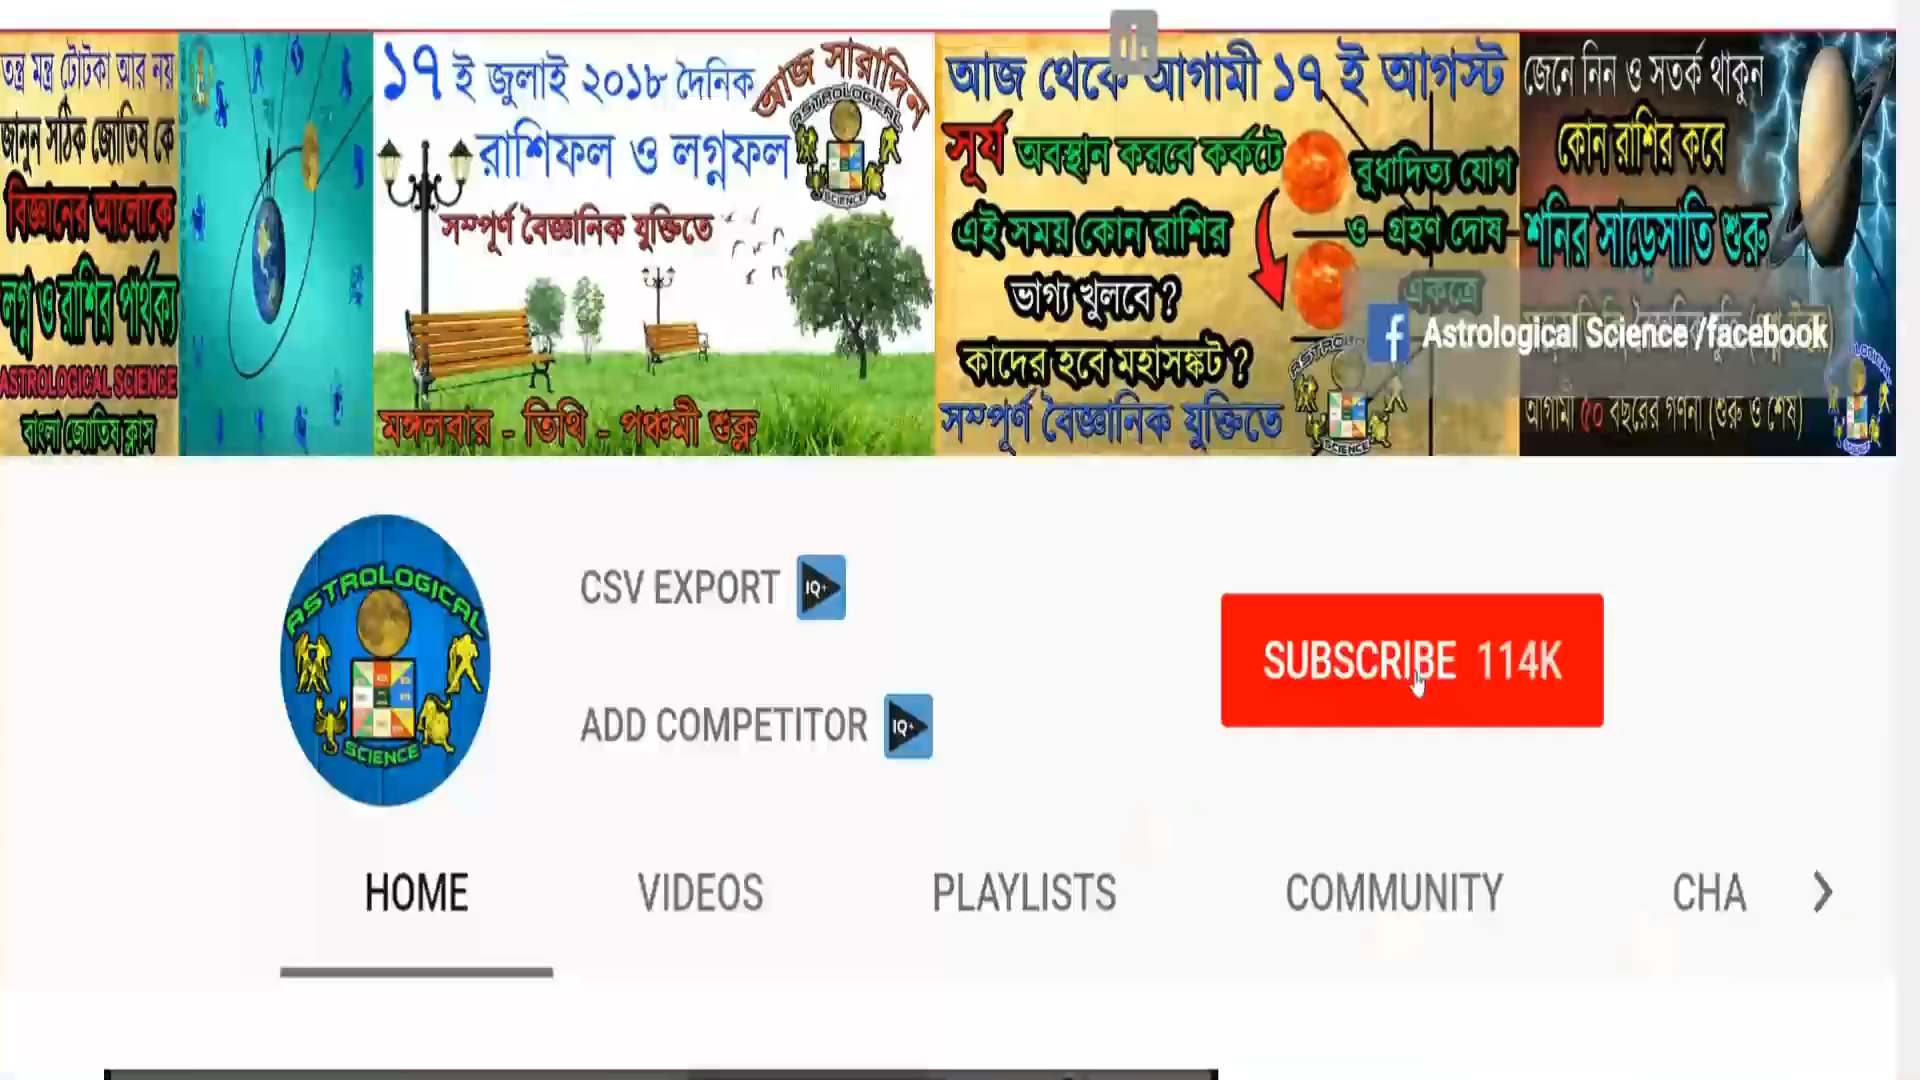 তন্ত্র মন্ত্র টোটকা আর নয়
জানুন সঠিক জ্যোতিষ কে
বিজ্ঞানের আলোকে
লগ্ন ও রাশির পার্থক্য
ASTROLOGICAL SCIENCE
বাংলা জ্যোতিষ ক্লাস
১৭ ই জুলাই ২০১৮ দৈনিক
রাশিফল ও লগ্নফল
সম্পূর্ণ বৈজ্ঞানিক যুক্তিতে
আজ সারাদিন
ASTROLOGICAL
SCIENCE
মঙ্গলবার - তিথি - পঞ্চমী শুক্ল
আজ থেকে আগামী ১৭ ই আগস্ট
সূর্য অবস্থান করবে কর্কটে
এই সময় কোন রাশির
ভাগ্য খুলবে ?
কাদের হবে মহাসঙ্কট ?
সম্পূর্ণ বৈজ্ঞানিক যুক্তিতে
বুধাদিত্য যোগ
ও গ্রহণ দোষ
একত্রে
SCIENCE
জেনে নিন ও সতর্ক থাকুন
কোন রাশির কবে
শনির সাড়েসাতি শুরু
আগামী ৫০ বছরের গণনা (শুরু ও শেষ)
Astrological Science /facebook
ASTROLOGICAL
SCIENCE
CSV EXPORT IQ+
ADD COMPETITOR IQ+
SUBSCRIBE 114K
HOME VIDEOS PLAYLISTS COMMUNITY CHA